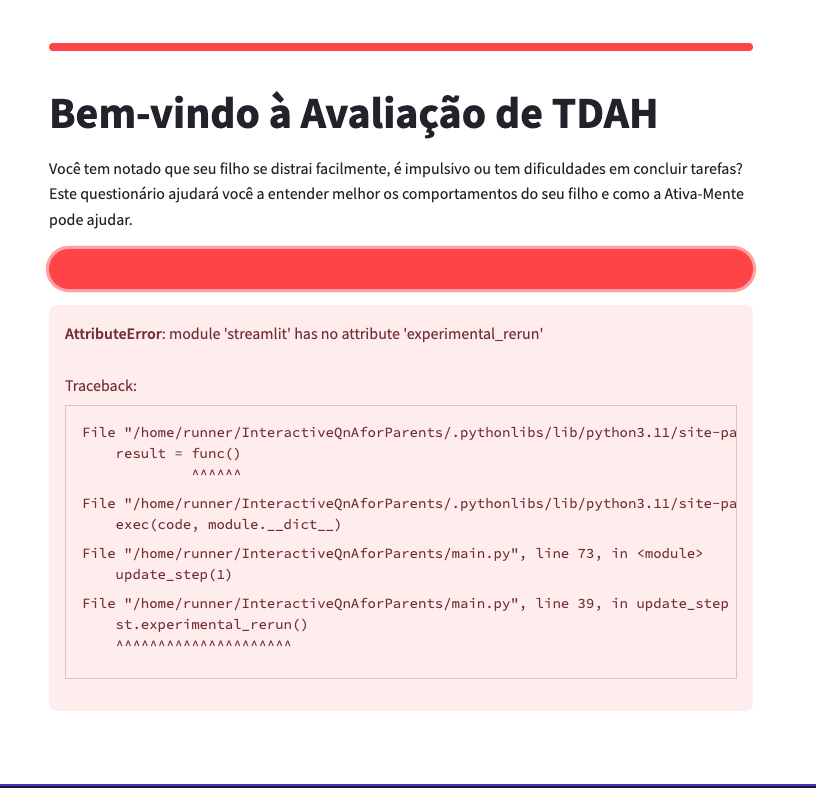 Bem-vindo à Avaliação de TDAH
Você tem notado que seu filho se distrai facilmente, é impulsivo ou tem dificuldades em concluir tarefas?
Este questionário ajudará você a entender melhor os comportamentos do seu filho e como a Ativa-Mente
pode ajudar.
AttributeError: module 'streamlit' has no attribute 'experimental_rerun'
Traceback:
File "/home/runner/InteractiveQnAforParents/.pythonlibs/lib/python3.11/site-pa
result = func()
^^^^^^
File "/home/runner/InteractiveQnAforParents/.pythonlibs/lib/python3.11/site-pa
exec(code, module.__dict__)
File "/home/runner/InteractiveQnAforParents/main.py", line 73, in <module>
update_step(1)
File "/home/runner/InteractiveQnAforParents/main.py", line 39, in update_step
st.experimental_rerun()
^^^^^^^^^^^^^^^^^^^^^